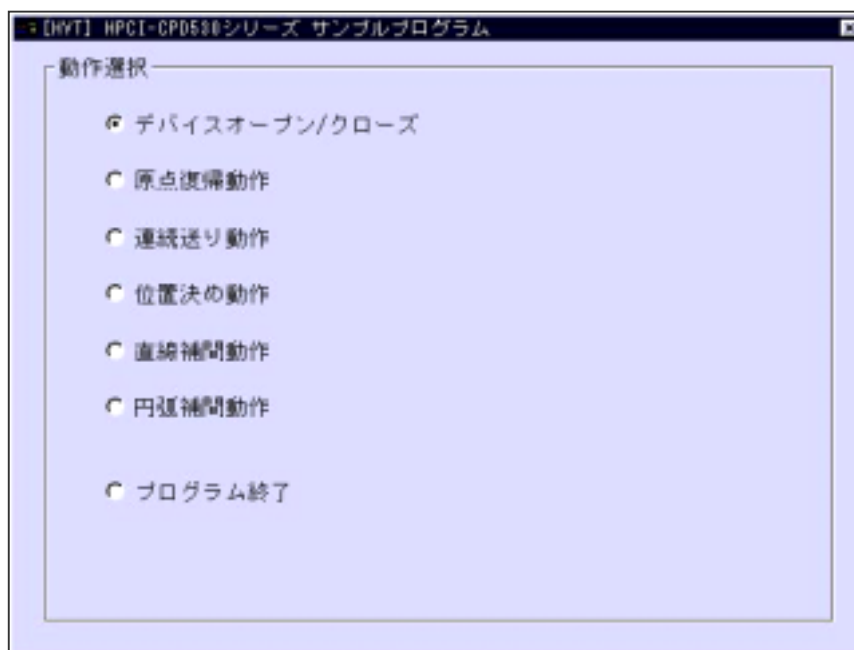 [HYT] HPCI-CPD530シリーズ サンプルプログラム
動作選択
デバイスオープン/クローズ
原点復帰動作
連続送り動作
位置決め動作
直線補間動作
円弧補間動作
プログラム終了